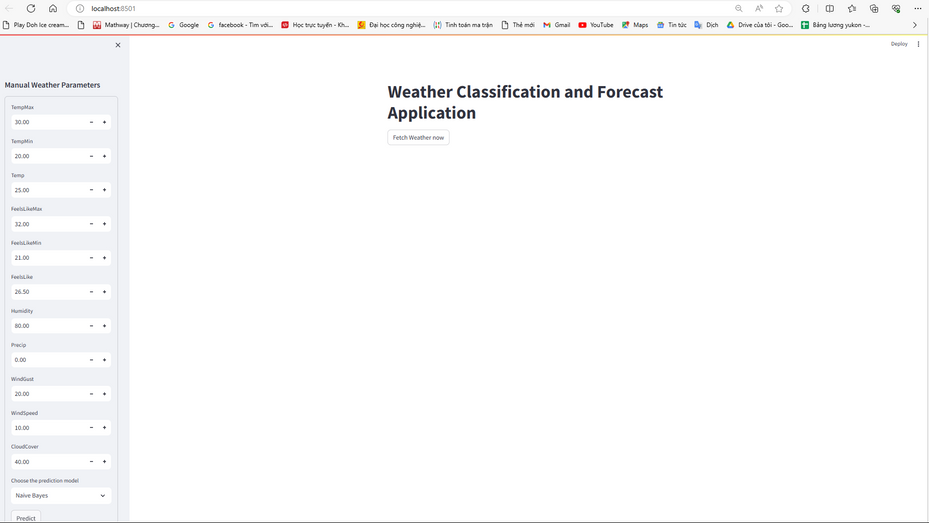 localhost:8501
Play Doh Ice cream...
Mathway | Chương...
Google
facebook - Tìm với...
Học trực tuyến - Kh...
Đại học công nghiệ...
Tính toán ma trận
Thẻ mới
Gmail
YouTube
Maps
Tin tức
Dịch
Drive của tôi - Goo...
Bảng lương yukon -...
Deploy
Manual Weather Parameters
TempMax
30.00
TempMin
20.00
Temp
25.00
FeelsLikeMax
32.00
FeelsLikeMin
21.00
FeelsLike
26.50
Humidity
80.00
Precip
0.00
WindGust
20.00
WindSpeed
10.00
CloudCover
40.00
Choose the prediction model
Naive Bayes
Predict
Weather Classification and Forecast
Application
Fetch Weather now